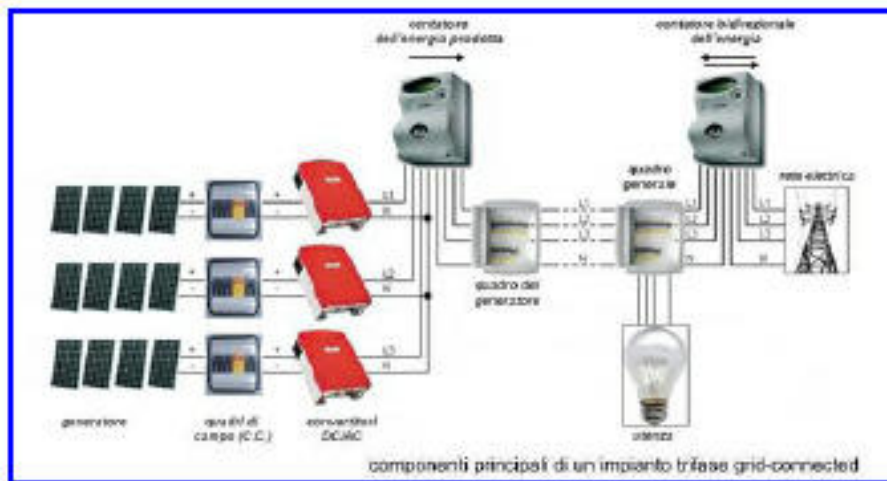 contatore
dell'energia prodotta
contatore bidirezionale
dell'energia
quadro
generale
rete elettrica
+ + L1
- - N
L1 L1 L1
L2 L2 L2
L3 L3
N N N
quadro del
generatore
+ + L2
- - N
+ + L3
- - N
generatore
quadri di
campo (C.C.)
convertitori
DC/AC
utenza
componenti principali di un impianto trifase grid-connected